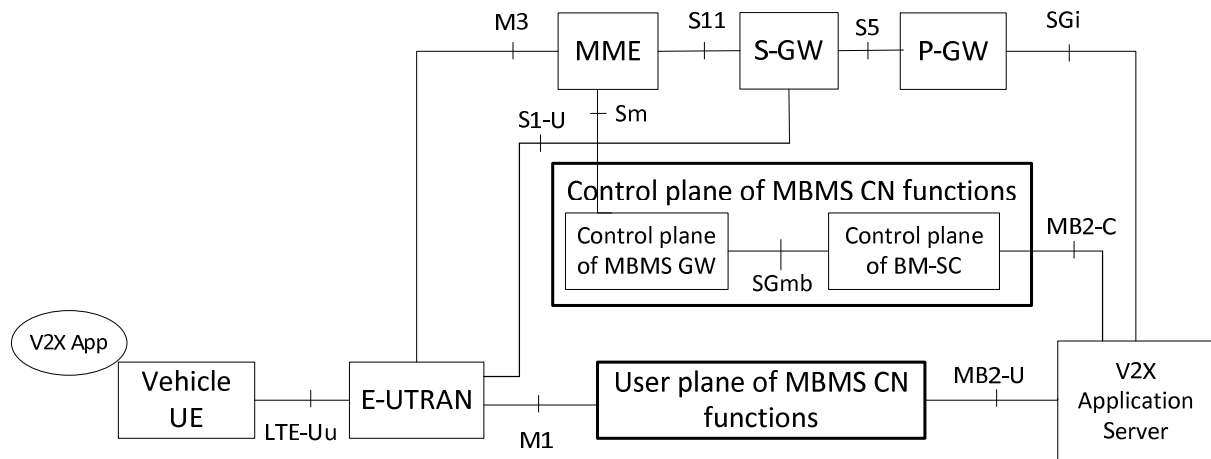 M3
S11
S5
SGi
MME
S-GW
P-GW
S1-U
Sm
Control plane of MBMS CN functions
Control plane
of MBMS GW
SGmb
Control plane
of BM-SC
MB2-C
V2X App
Vehicle
UE
LTE-Uu
E-UTRAN
M1
User plane of MBMS CN
functions
MB2-U
V2X
Application
Server